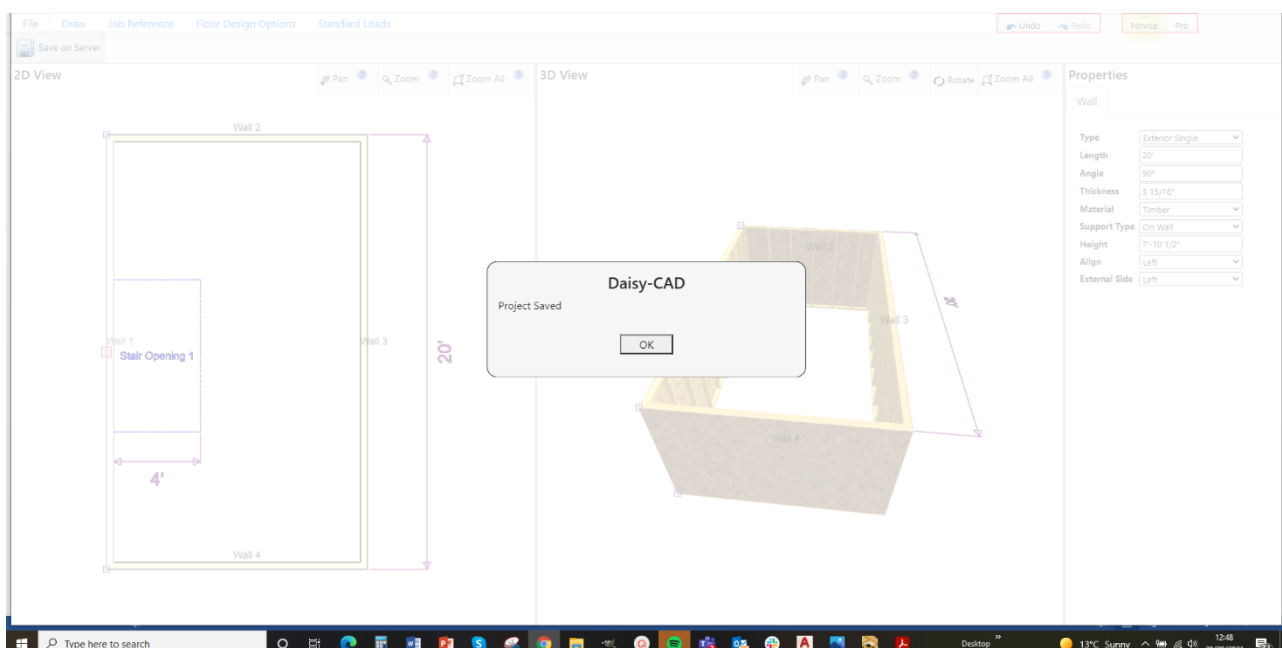 File Draw Job Reference Floor Design Options Standard Loads Undo Redo Novice Pro
Save on Server
2D View Pan Zoom Zoom All 3D View Pan Zoom Rotate Zoom All Properties
Wall
Type Exterior Single
Length 20'
Angle 90°
Thickness 3 15/16"
Material Timber
Support Type On Wall
Height 7'-10 1/2"
Align Left
External Side Left
Wall 2
Wall 1
Stair Opening 1
Wall 3
20'
4'
Wall 4
Wall 2
Wall 3
Wall 4
Daisy-CAD
Project Saved
OK
Type here to search Desktop 13°C Sunny 12:48